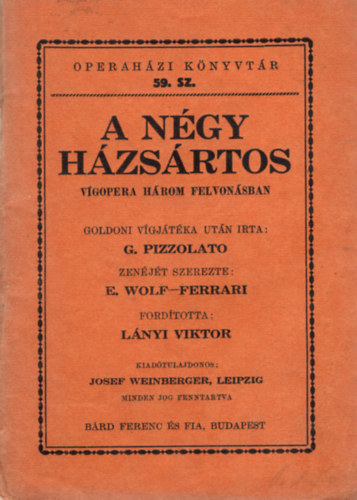 OPERAHÁZI KÖNYVTÁR
59. SZ.
A NÉGY
HÁZSÁRTOS
VÍGOPERA HÁROM FELVONÁSBAN
GOLDONI VÍGJÁTÉKA UTÁN IRTA:
G. PIZZOLATO
ZENÉJÉT SZEREZTE:
E. WOLF—FERRARI
FORDÍTOTTA:
LÁNYI VIKTOR
KIADÓTULAJDONOS:
JOSEF WEINBERGER, LEIPZIG
MINDEN JOG FENNTARTVA
BÁRD FERENC ÉS FIA, BUDAPEST